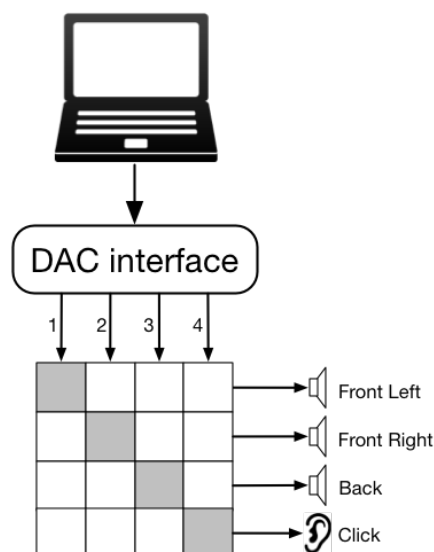 DAC interface
1 2 3 4
Front Left
Front Right
Back
Click